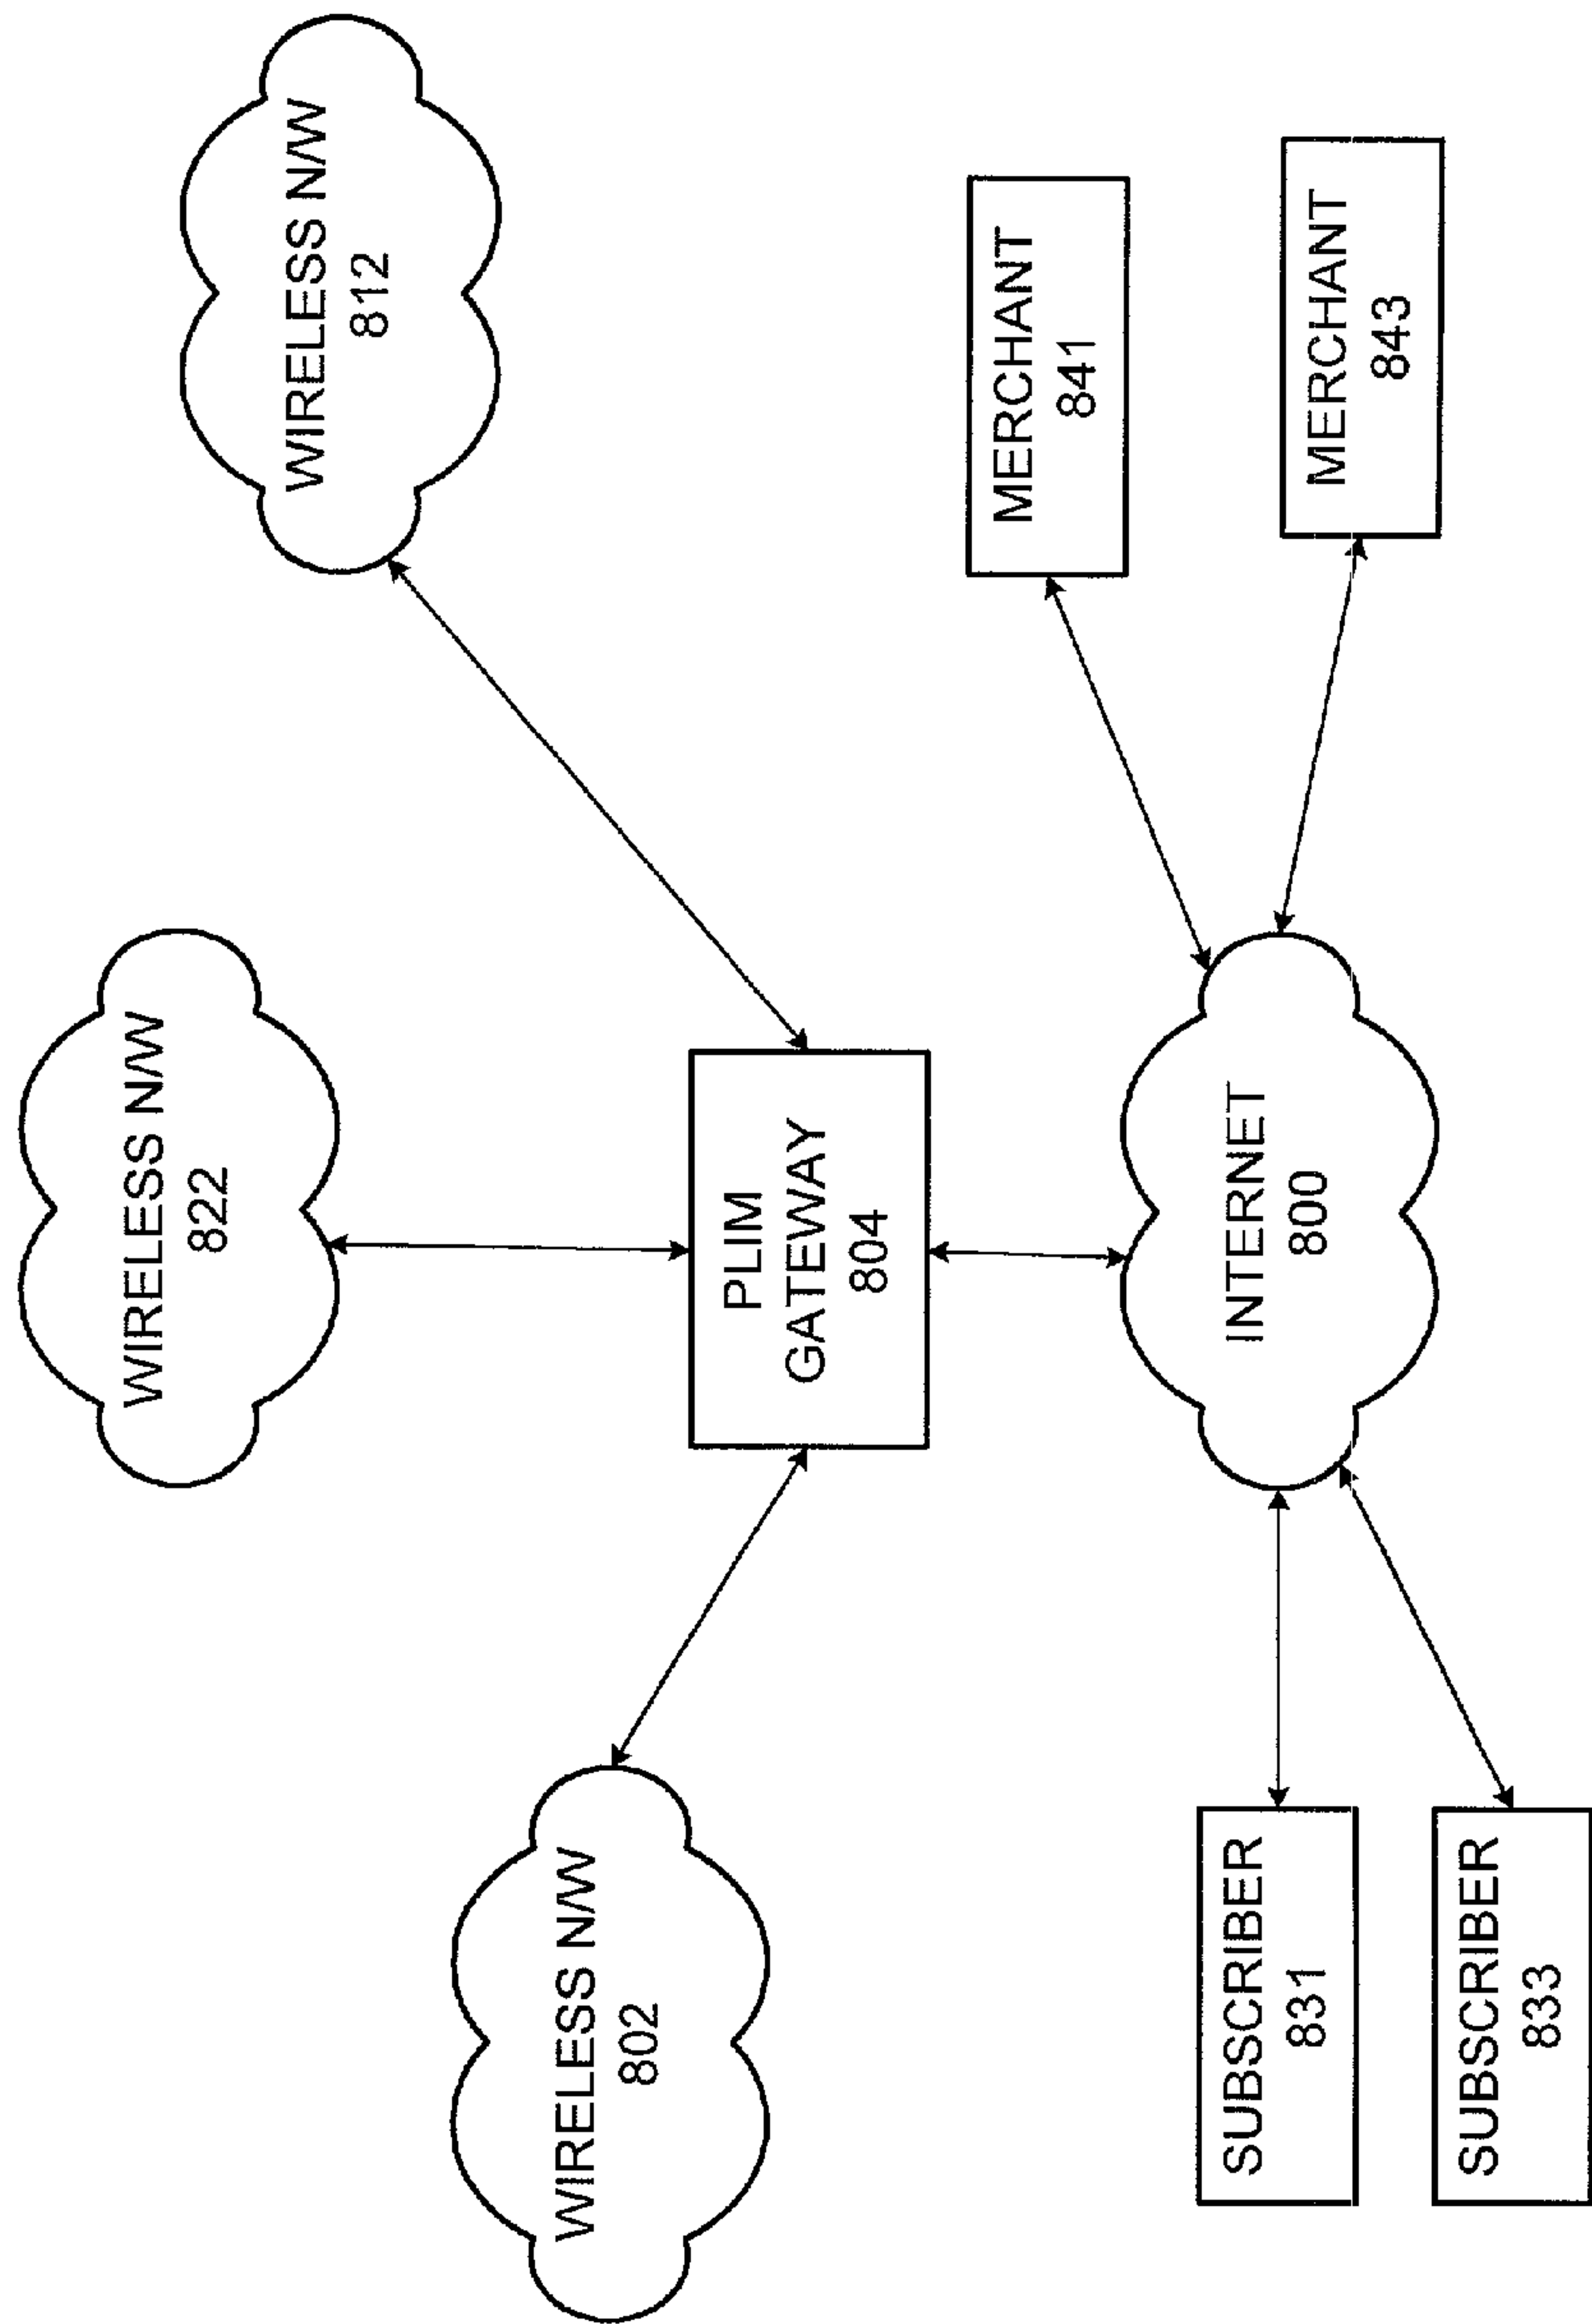 WIRELESS N/W
822
WIRELESS N/W
812
WIRELESS N/W
802
PLIM
GATEWAY
804
INTERNET
800
SUBSCRIBER
831
SUBSCRIBER
833
MERCHANT
841
MERCHANT
843